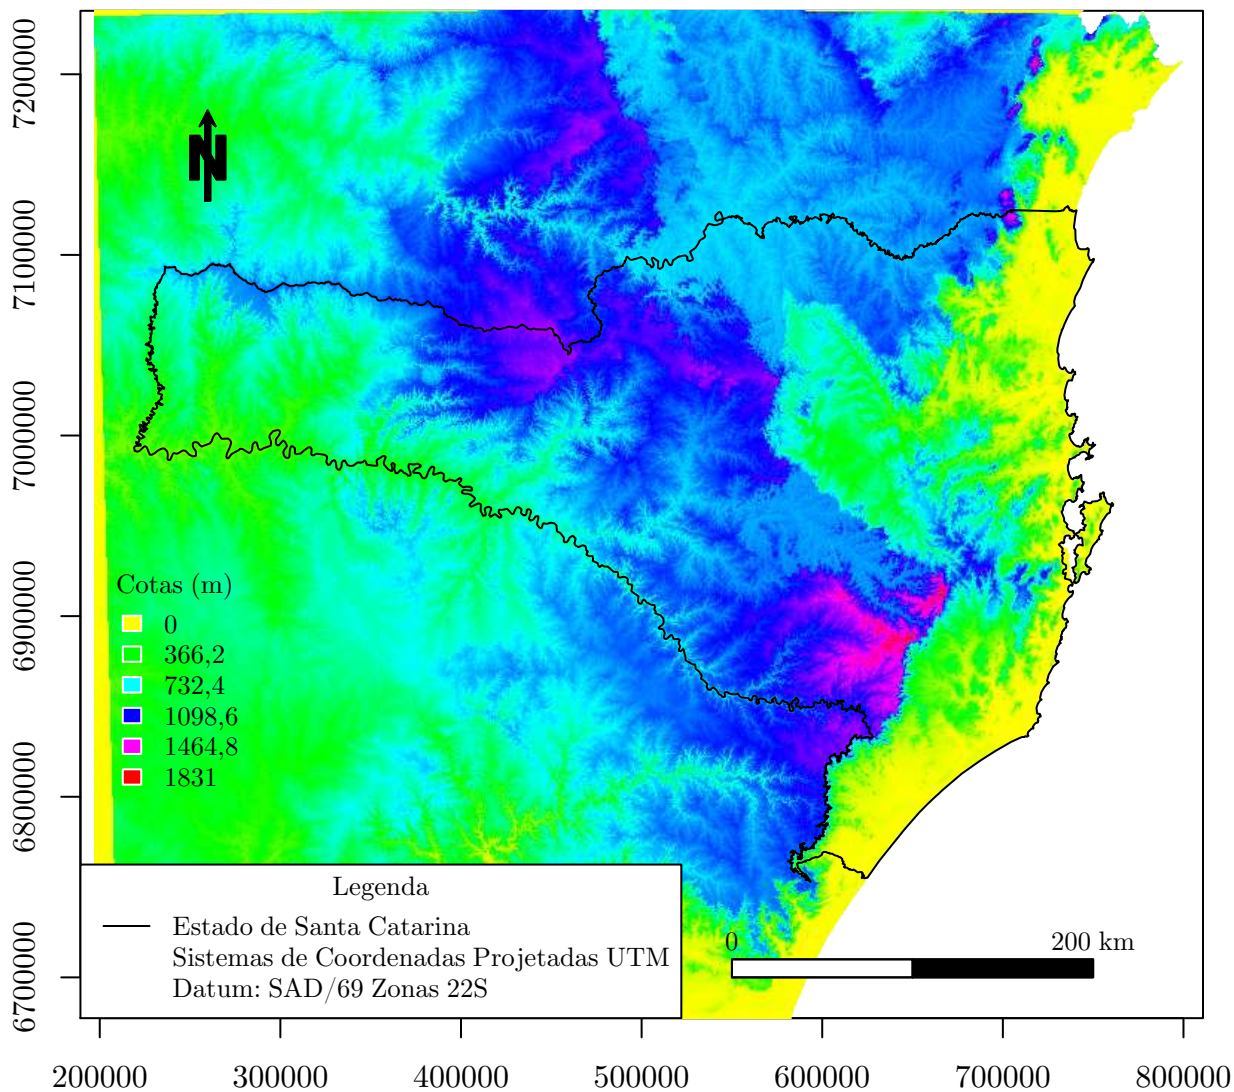 7200000
7100000
7000000
6900000
6800000
6700000
N
Cotas (m)
0
366,2
732,4
1098,6
1464,8
1831
Legenda
Estado de Santa Catarina
Sistemas de Coordenadas Projetadas UTM
Datum: SAD/69 Zonas 22S
0 200 km
200000 300000 400000 500000 600000 700000 800000